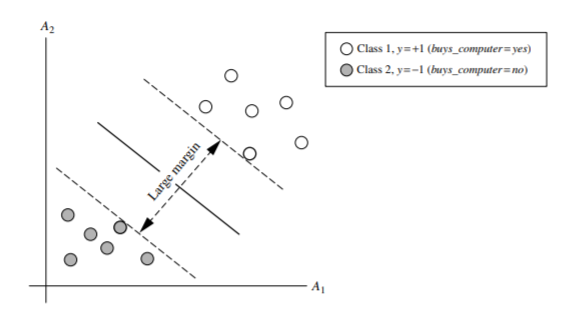 A2
Class 1, y=+1 (buys_computer=yes)
Class 2, y=−1 (buys_computer=no)
Large margin
A1